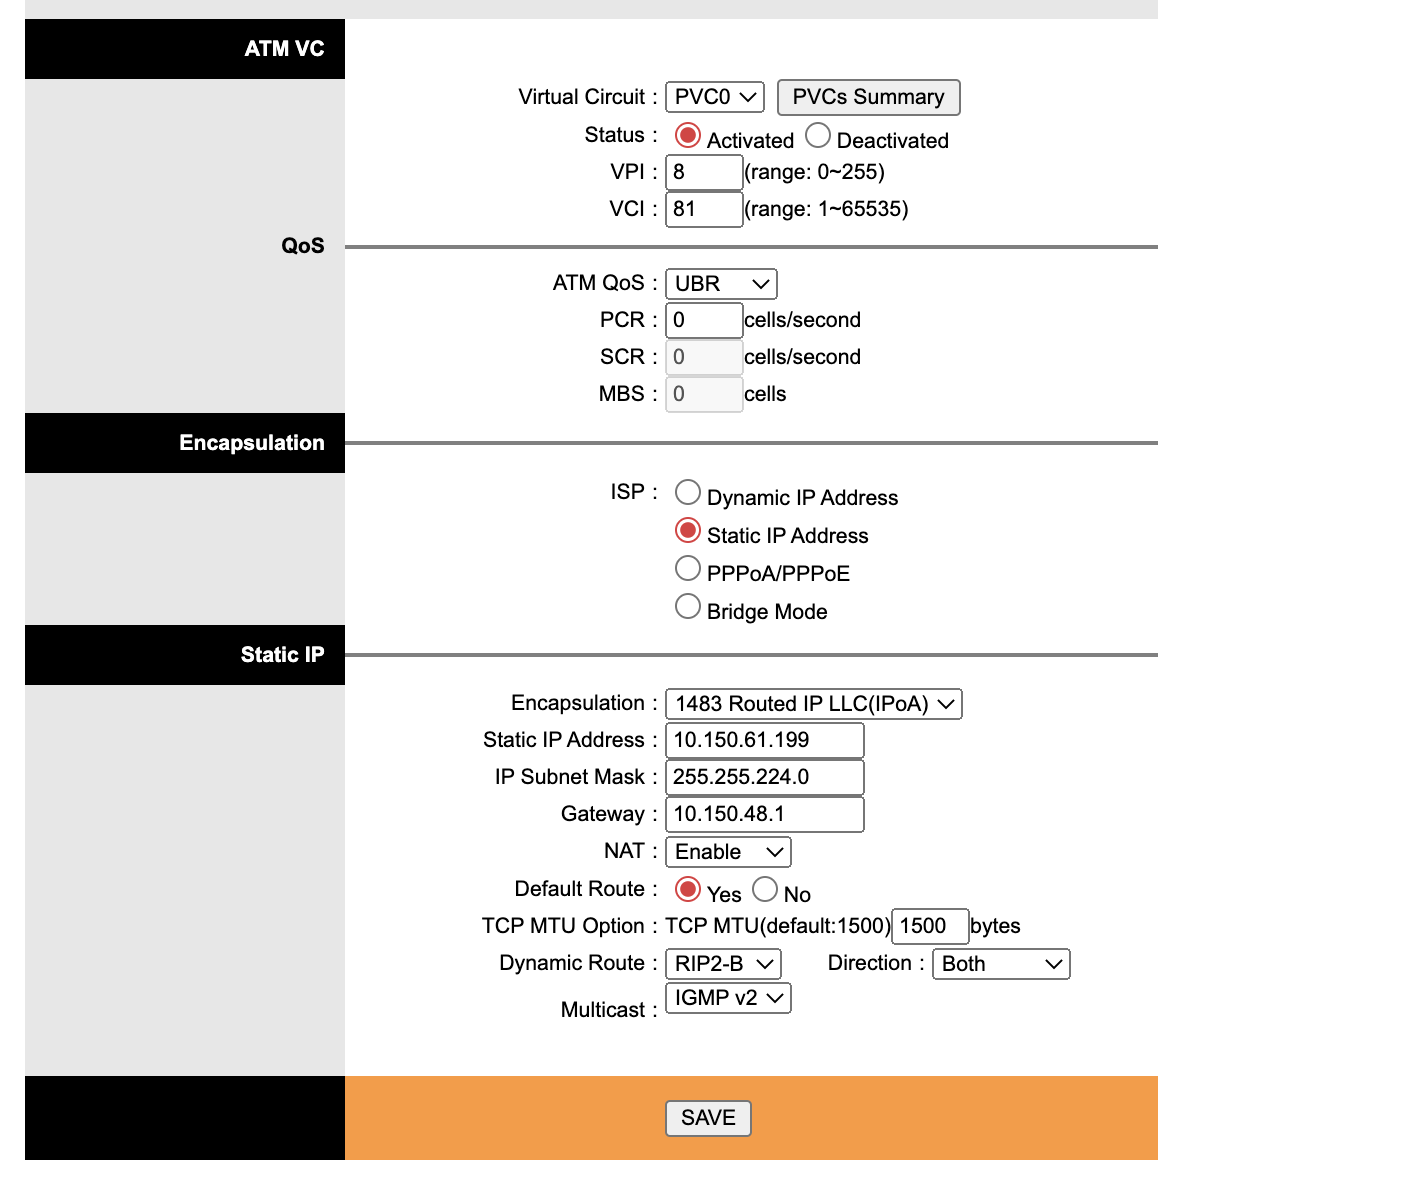 ATM VC
Virtual Circuit : PVC0 PVCs Summary
Status : Activated Deactivated
VPI : 8 (range: 0~255)
VCI : 81 (range: 1~65535)
QoS
ATM QoS : UBR
PCR : 0 cells/second
SCR : 0 cells/second
MBS : 0 cells
Encapsulation
ISP : Dynamic IP Address
Static IP Address
PPPoA/PPPoE
Bridge Mode
Static IP
Encapsulation : 1483 Routed IP LLC(IPoA)
Static IP Address : 10.150.61.199
IP Subnet Mask : 255.255.224.0
Gateway : 10.150.48.1
NAT : Enable
Default Route : Yes No
TCP MTU Option : TCP MTU(default:1500) 1500 bytes
Dynamic Route : RIP2-B Direction : Both
Multicast : IGMP v2
SAVE